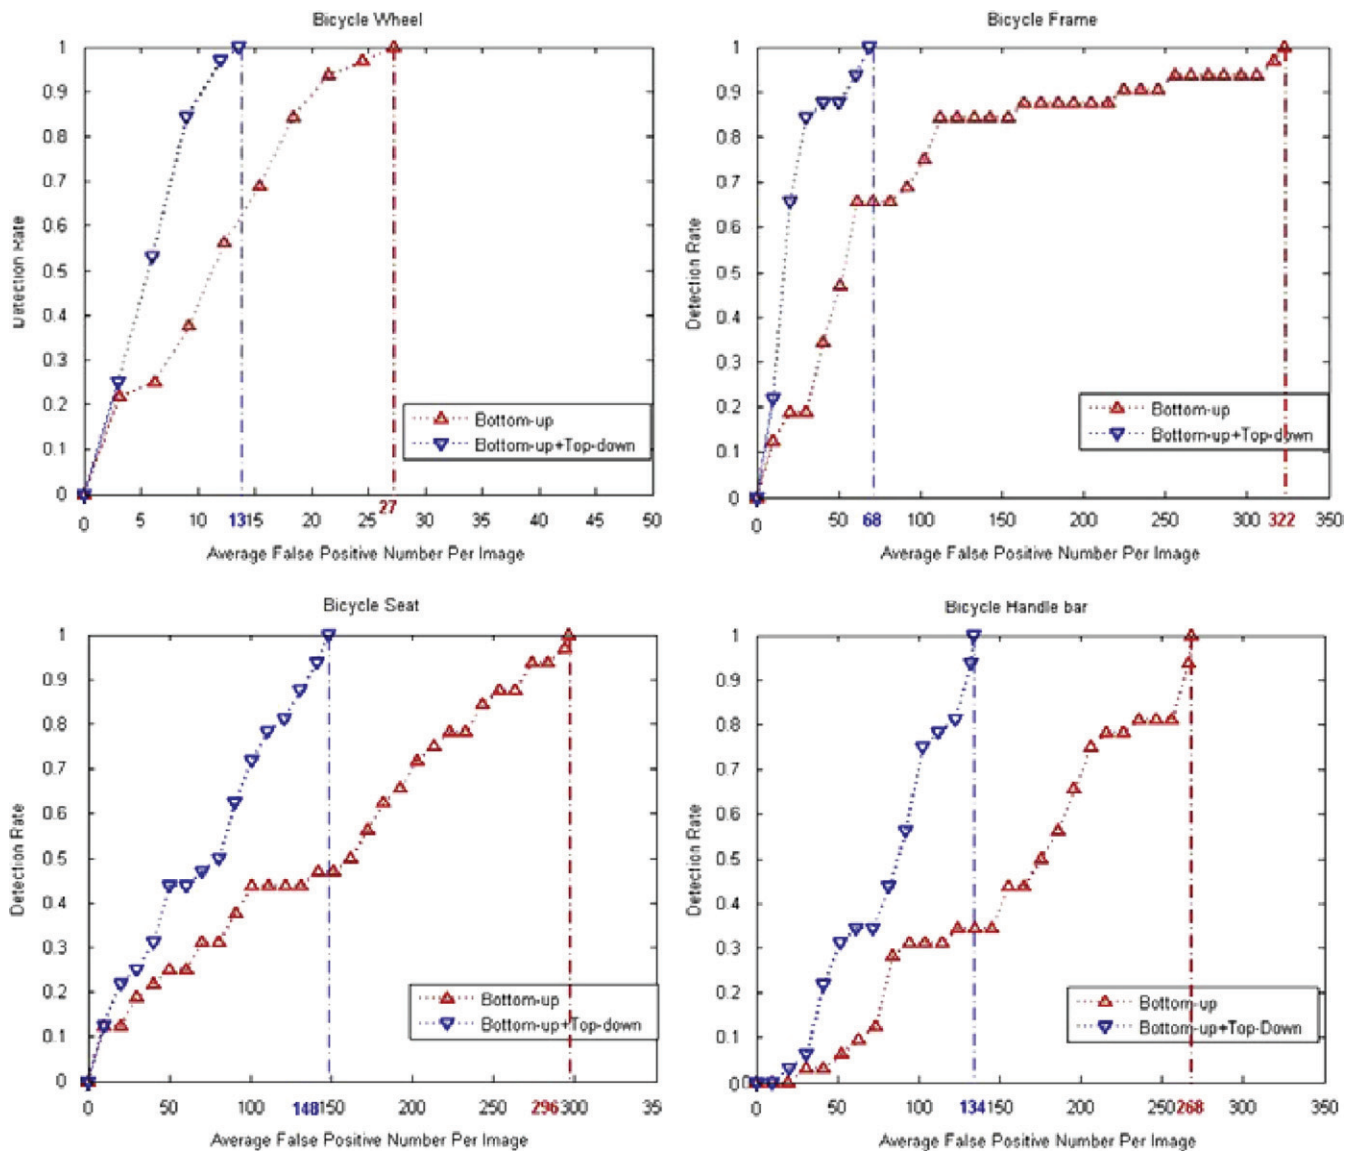 Bicycle Wheel
1
0.9
0.8
0.7
0.6
0.5
0.4
0.3
0.2
0.1
0
Detection Rate
Bottom-up
Bottom-up+Top-down
0 5 10 13 15 20 25 27 30 35 40 45 50
Average False Positive Number Per Image
Bicycle Frame
1
0.9
0.8
0.7
0.6
0.5
0.4
0.3
0.2
0.1
0
Detection Rate
Bottom-up
Bottom-up+Top-down
0 50 68 100 150 200 250 300 322 350
Average False Positive Number Per Image
Bicycle Seat
1
0.9
0.8
0.7
0.6
0.5
0.4
0.3
0.2
0.1
0
Detection Rate
Bottom-up
Bottom-up+Top-down
0 50 100 148 150 200 250 296 300 35
Average False Positive Number Per Image
Bicycle Handle bar
1
0.9
0.8
0.7
0.6
0.5
0.4
0.3
0.2
0.1
0
Detection Rate
Bottom-up
Bottom-up+Top-Down
0 50 100 134 150 200 250 268 300 350
Average False Positive Number Per Image